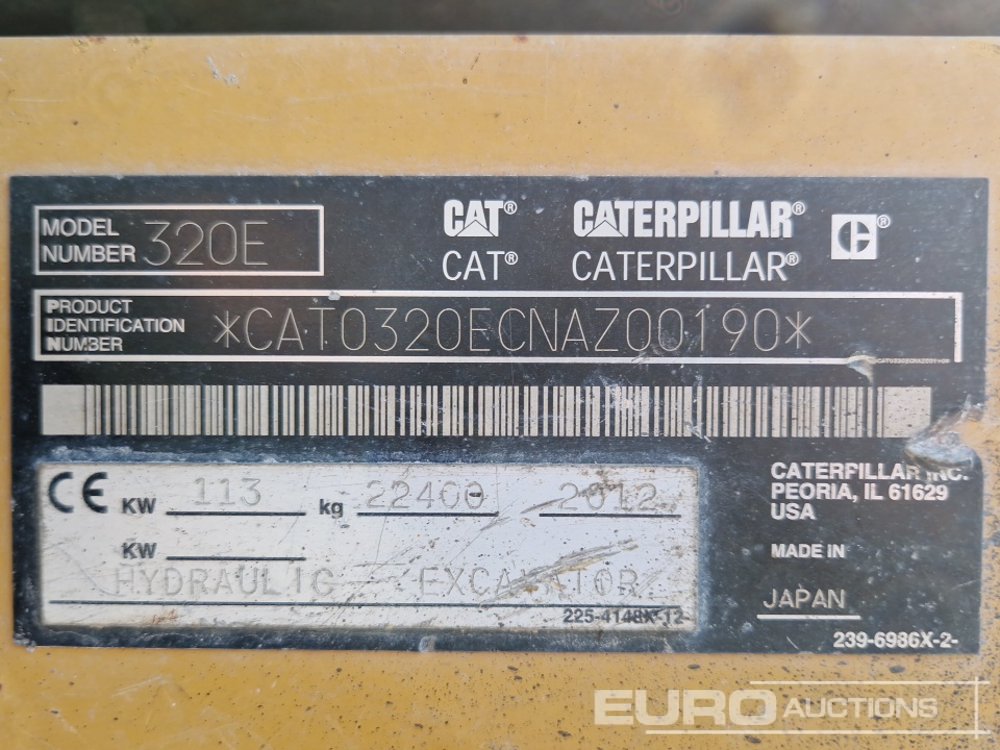 MODEL NUMBER 320E
CAT® CATERPILLAR® C®
CAT® CATERPILLAR®
PRODUCT IDENTIFICATION NUMBER *CAT0320ECNAZ00190*
CE KW 113 kg 22400 2012
KW
HYDRAULIC EXCAVATOR
225-4148X-12
CATERPILLAR INC.
PEORIA, IL 61629
USA
MADE IN
JAPAN
239-6986X-2-
EURO AUCTIONS